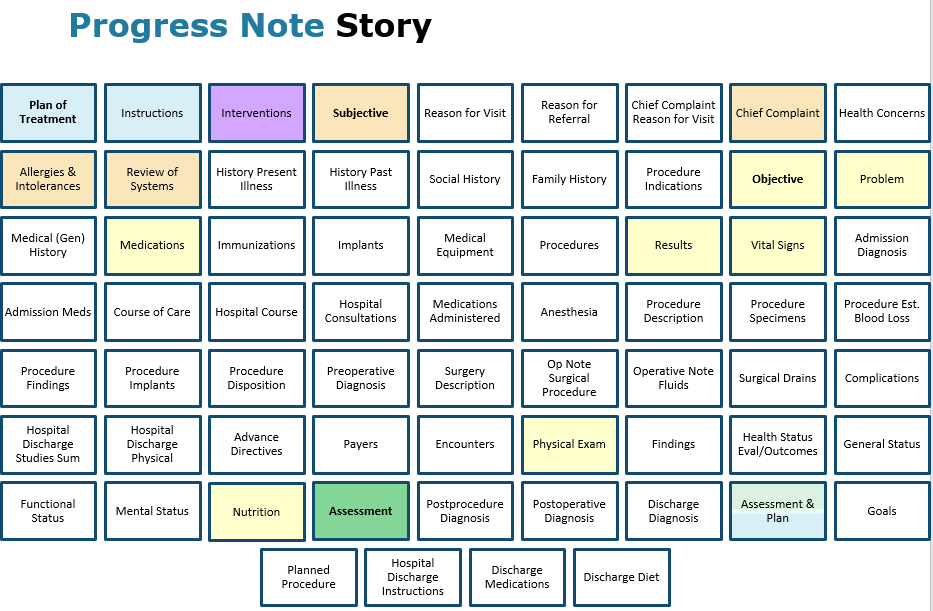 Progress Note Story
Plan of
Treatment
Instructions
Interventions
Subjective
Reason for Visit
Reason for
Referral
Chief Complaint
Reason for Visit
Chief Complaint
Health Concerns
Allergies &
Intolerances
Review of
Systems
History Present
Illness
History Past
Illness
Social History
Family History
Procedure
Indications
Objective
Problem
Medical (Gen)
History
Medications
Immunizations
Implants
Medical
Equipment
Procedures
Results
Vital Signs
Admission
Diagnosis
Admission Meds
Course of Care
Hospital Course
Hospital
Consultations
Medications
Administered
Anesthesia
Procedure
Description
Procedure
Specimens
Procedure Est.
Blood Loss
Procedure
Findings
Procedure
Implants
Procedure
Disposition
Preoperative
Diagnosis
Surgery
Description
Op Note
Surgical
Procedure
Operative Note
Fluids
Surgical Drains
Complications
Hospital
Discharge
Studies Sum
Hospital
Discharge
Physical
Advance
Directives
Payers
Encounters
Physical Exam
Findings
Health Status
Eval/Outcomes
General Status
Functional
Status
Mental Status
Nutrition
Assessment
Postprocedure
Diagnosis
Postoperative
Diagnosis
Discharge
Diagnosis
Assessment &
Plan
Goals
Planned
Procedure
Hospital
Discharge
Instructions
Discharge
Medications
Discharge Diet